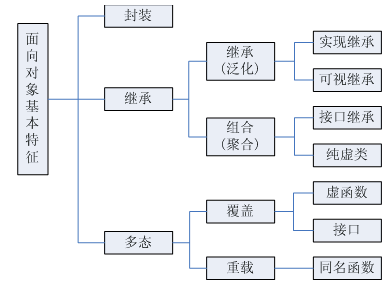 面向对象基本特征
封装
继承
多态
继承
(泛化)
组合
(聚合)
覆盖
重载
实现继承
可视继承
接口继承
纯虚类
虚函数
接口
同名函数